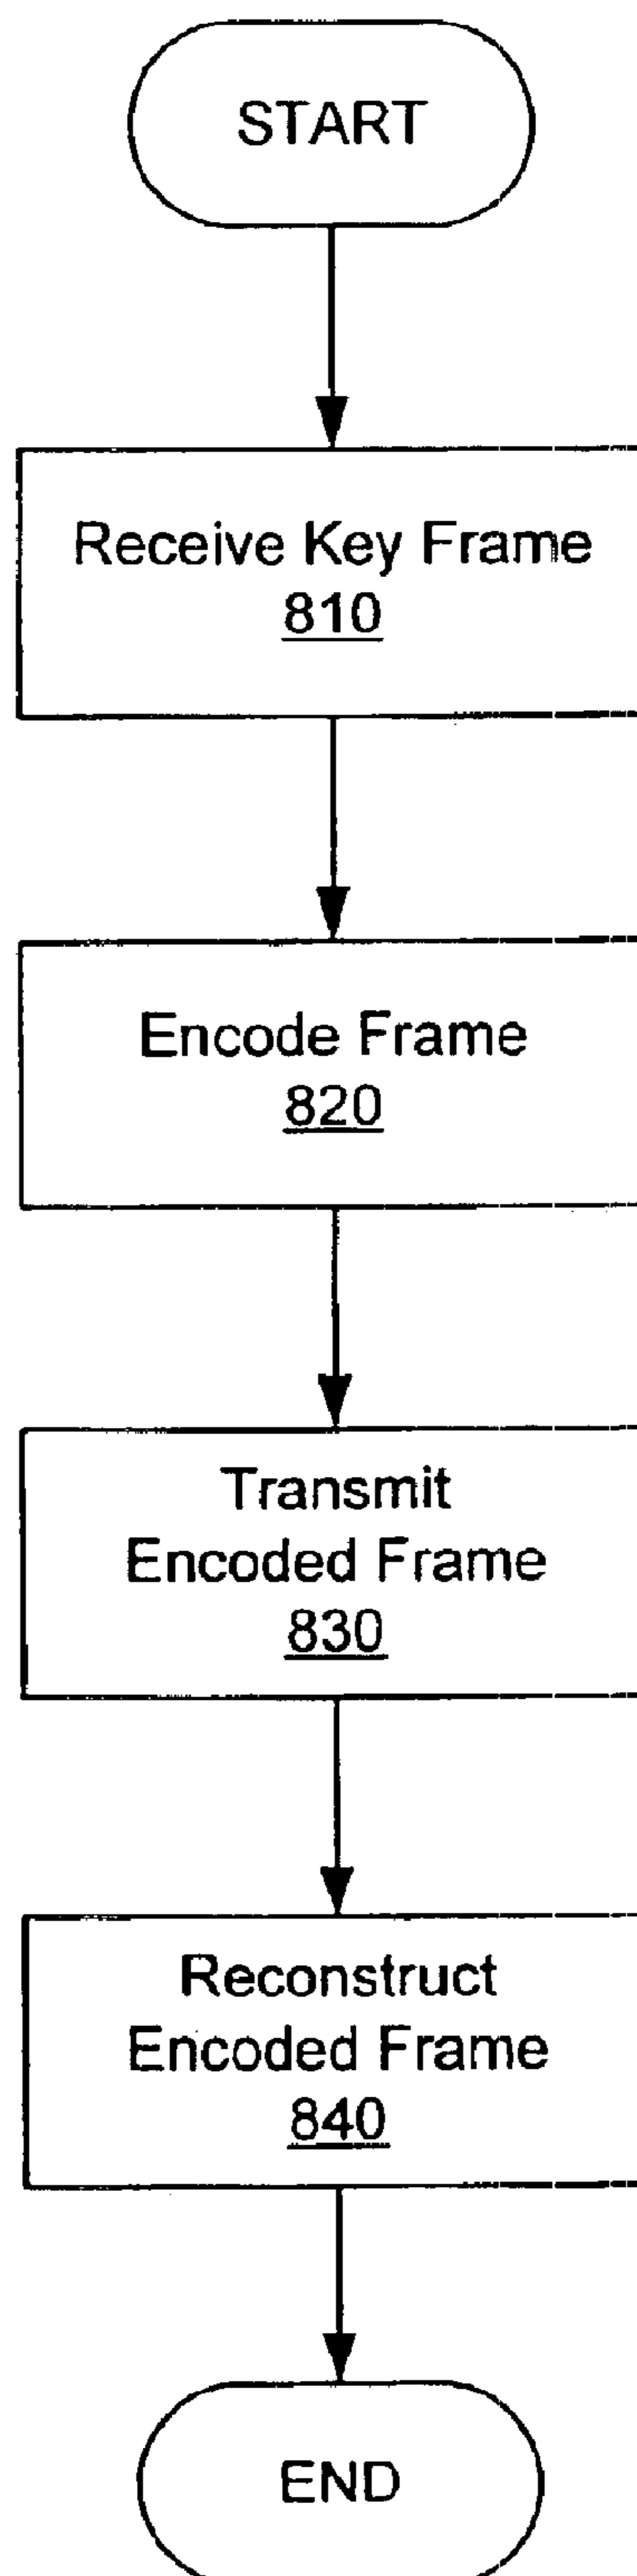 START
Receive Key Frame
810
Encode Frame
820
Transmit
Encoded Frame
830
Reconstruct
Encoded Frame
840
END